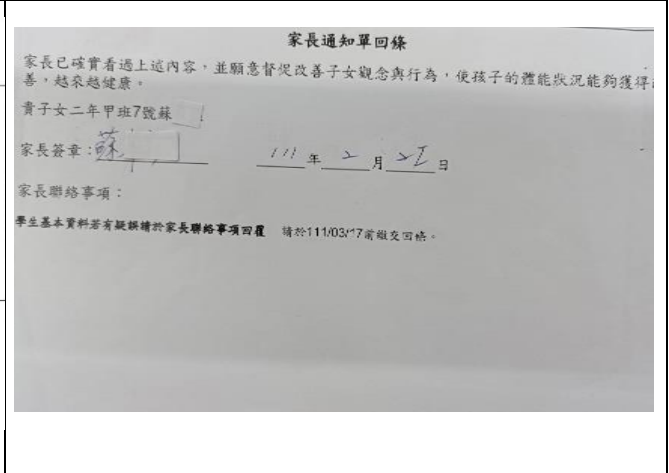 家長通知單回條
家長已確實看過上述內容，並願意督促改善子女觀念與行為，使孩子的體能狀況能夠獲得
善，越來越健康。
貴子女二年甲班7號蘇
家長簽章：蘇 111年2月25日
家長聯絡事項：
學生基本資料若有疑誤請於家長聯絡事項回覆 請於111/03/17前繳交回條。